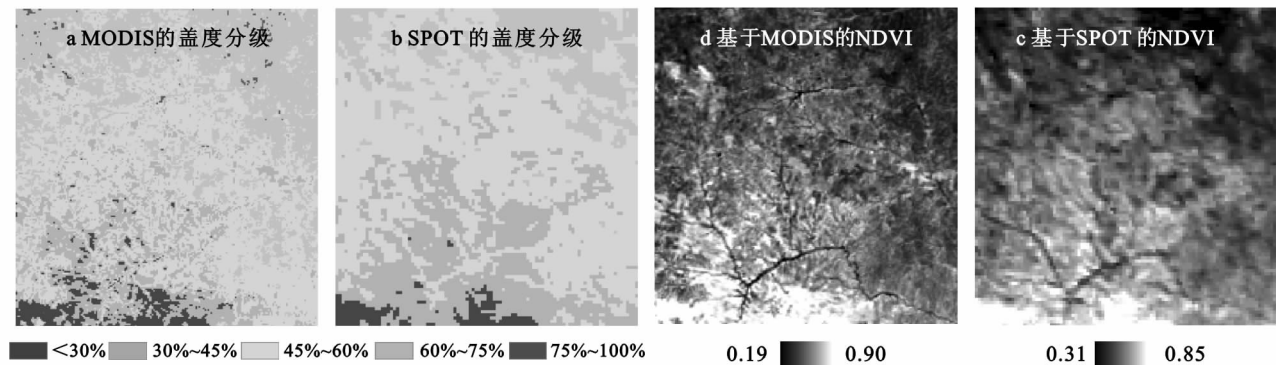 a MODIS的盖度分级
b SPOT 的盖度分级
d 基于MODIS的NDVI
c 基于SPOT 的NDVI
<30% 30%~45% 45%~60% 60%~75% 75%~100%
0.19 0.90
0.31 0.85